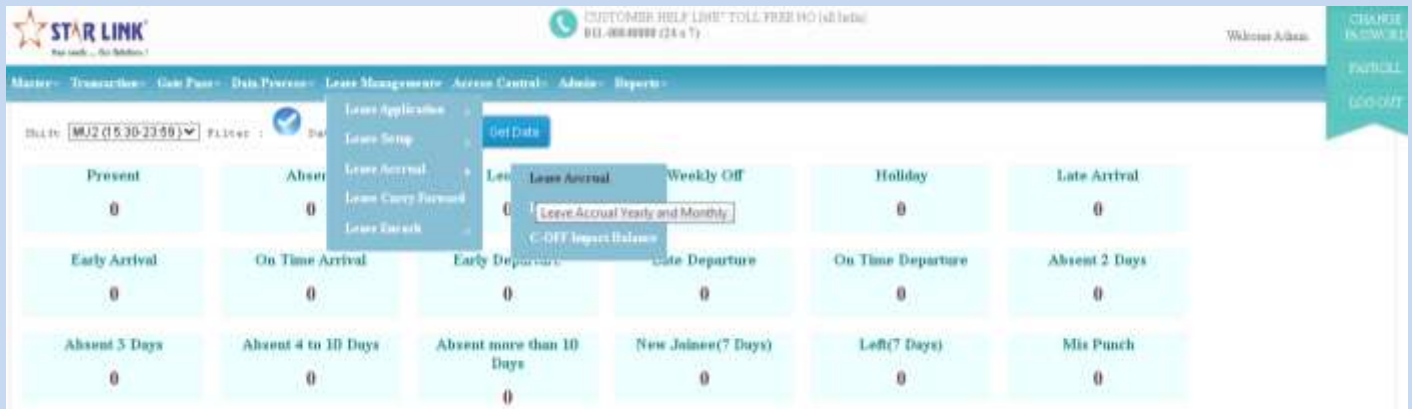 STAR LINK
CUSTOMER HELP LINE" TOLL FREE NO (all India)
Welcome Admin
CHANGE PASSWORD
PAYROLL
LOG OUT
Master Transaction Gate Pass Data Process Leave Management Access Control Admin Reports
Shift MU2 (15:30-23:59) Filter : Get Data
Leave Application
Leave Setup
Leave Accrual
Leave Carry Forward
Leave Encash
Leave Accrual
Leave Accrual Yearly and Monthly
C-OFF Import Balance
Present Weekly Off Holiday Late Arrival
0 0 0 0
Early Arrival On Time Arrival Early Late Departure On Time Departure Absent 2 Days
0 0 0 0 0 0
Absent 3 Days Absent 4 to 10 Days Absent more than 10 Days New Joinee(7 Days) Left(7 Days) Mis Punch
0 0 0 0 0 0